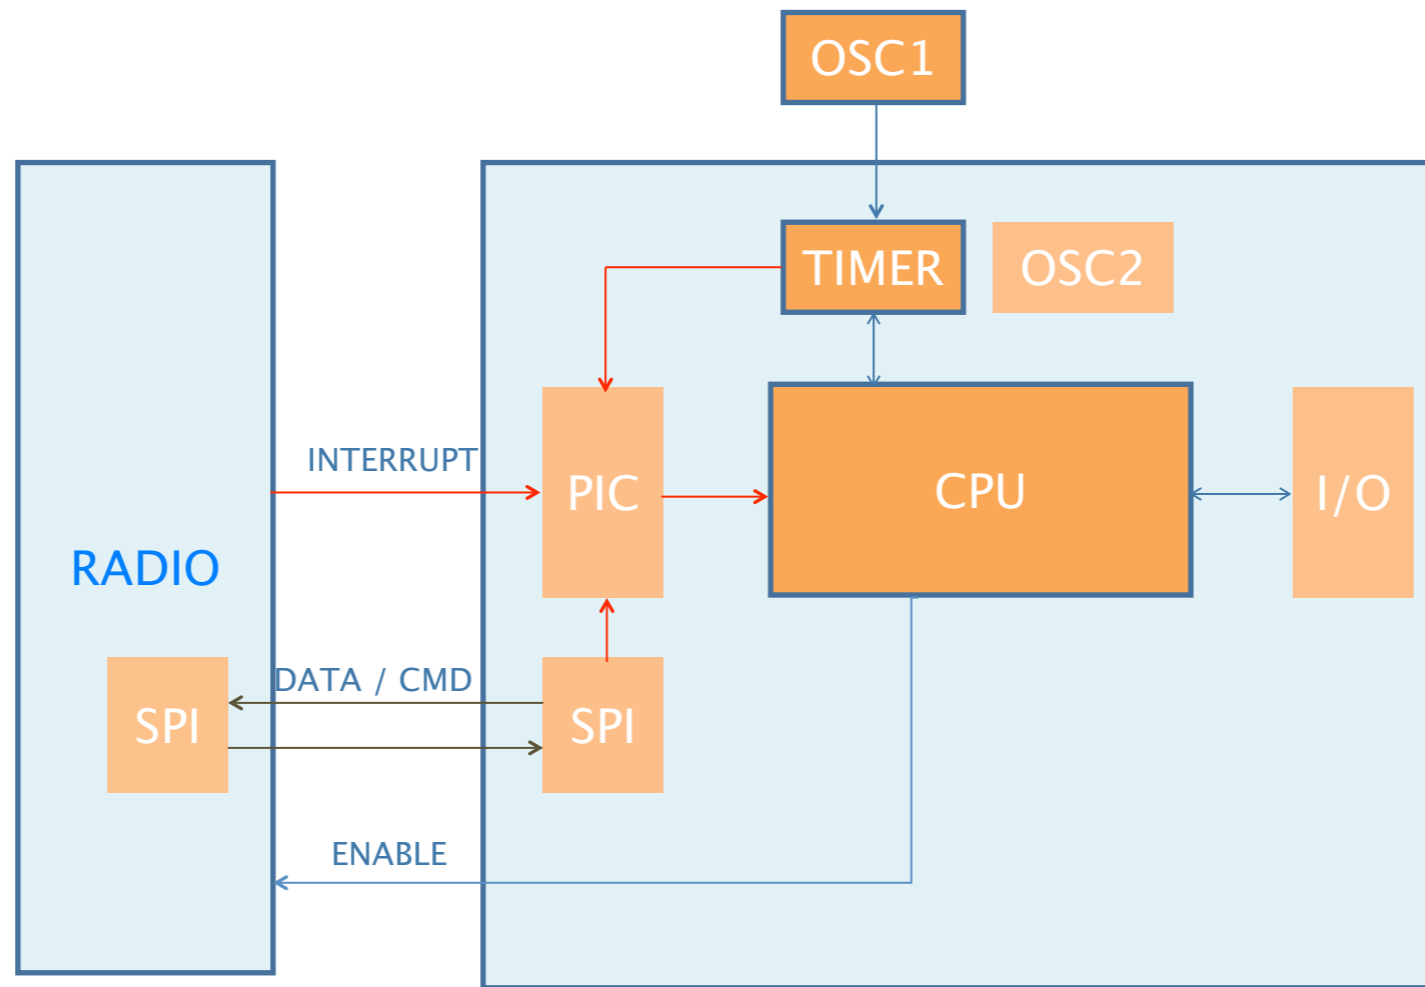 OSC1
TIMER
OSC2
INTERRUPT
PIC
CPU
I/O
RADIO
DATA / CMD
SPI
SPI
ENABLE